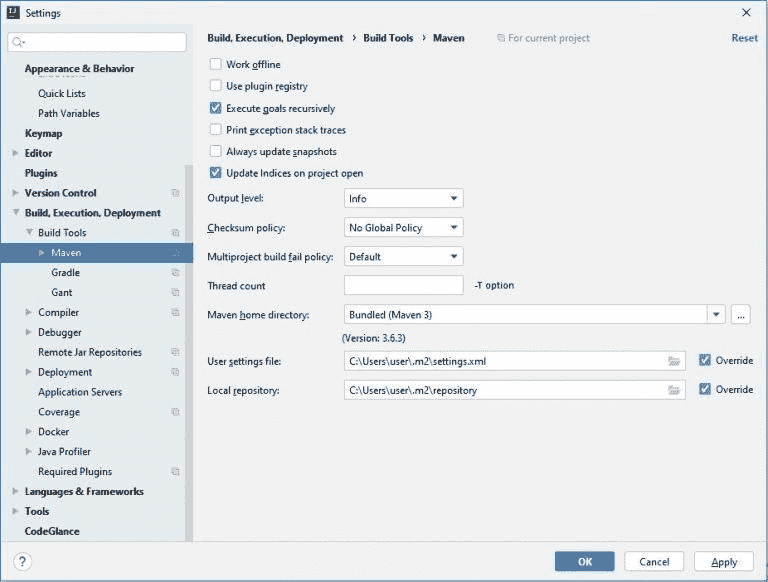 Settings
Appearance & Behavior
Quick Lists
Path Variables
Keymap
Editor
Plugins
Version Control
Build, Execution, Deployment
Build Tools
Maven
Gradle
Gant
Compiler
Debugger
Remote Jar Repositories
Deployment
Application Servers
Coverage
Docker
Java Profiler
Required Plugins
Languages & Frameworks
Tools
CodeGlance
Build, Execution, Deployment › Build Tools › Maven For current project Reset
Work offline
Use plugin registry
Execute goals recursively
Print exception stack traces
Always update snapshots
Update Indices on project open
Output level: Info
Checksum policy: No Global Policy
Multiproject build fail policy: Default
Thread count -T option
Maven home directory: Bundled (Maven 3) ...
(Version: 3.6.3)
User settings file: C:\Users\user\.m2\settings.xml Override
Local repository: C:\Users\user\.m2\repository Override
? OK Cancel Apply